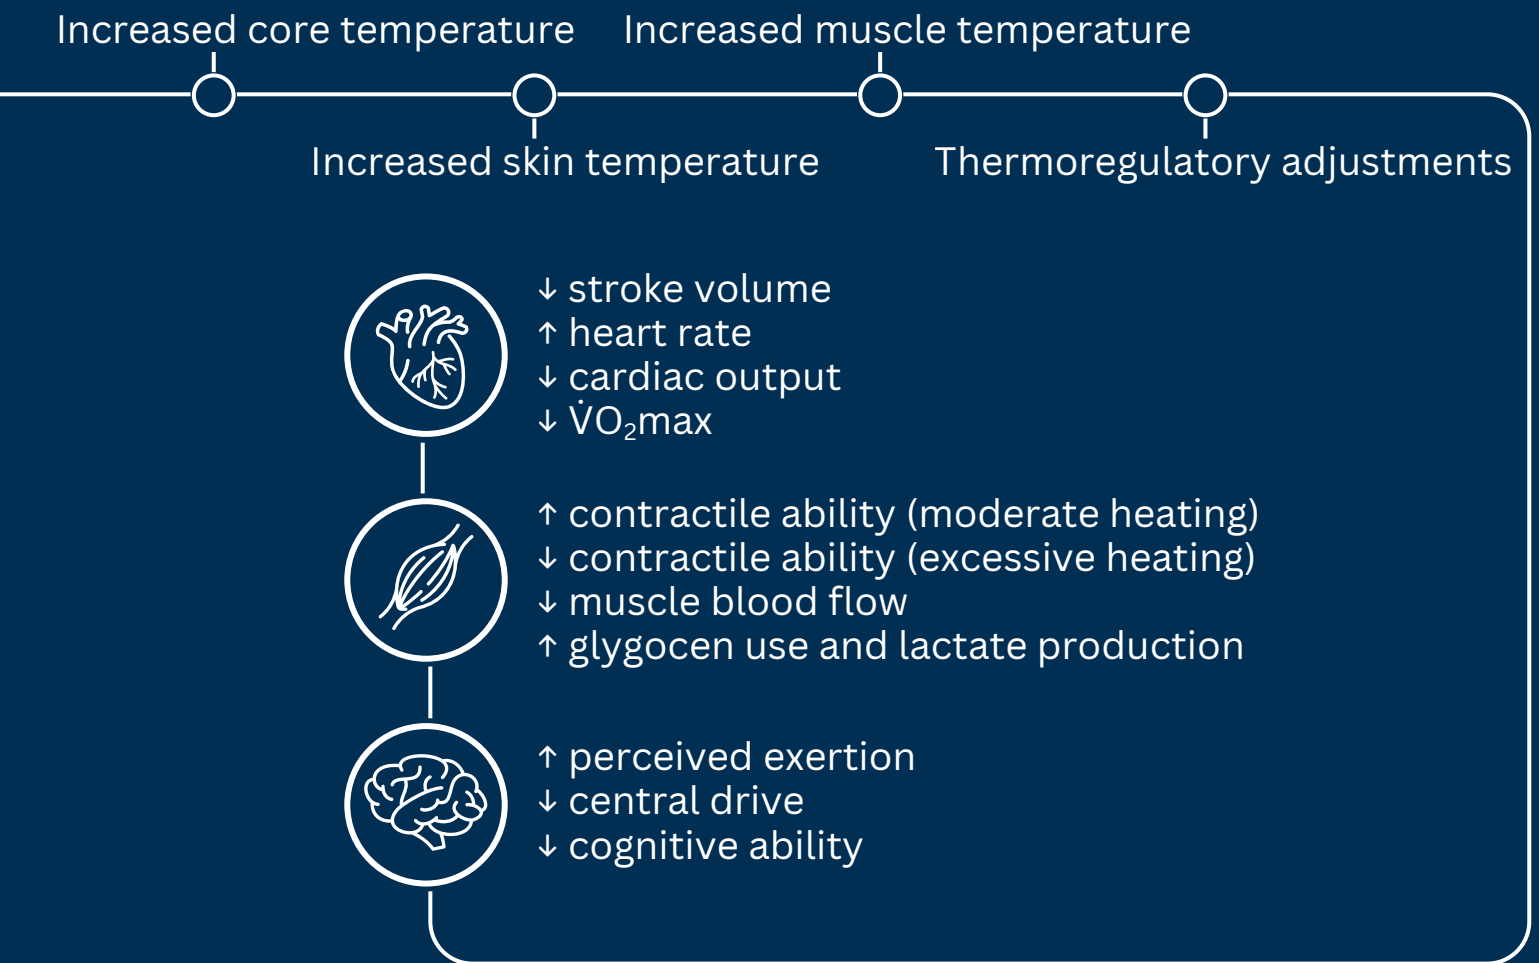 Increased core temperature
Increased muscle temperature
Increased skin temperature
Thermoregulatory adjustments
↓ stroke volume
↑ heart rate
↓ cardiac output
↓ V̇O₂max
↑ contractile ability (moderate heating)
↓ contractile ability (excessive heating)
↓ muscle blood flow
↑ glygocen use and lactate production
↑ perceived exertion
↓ central drive
↓ cognitive ability